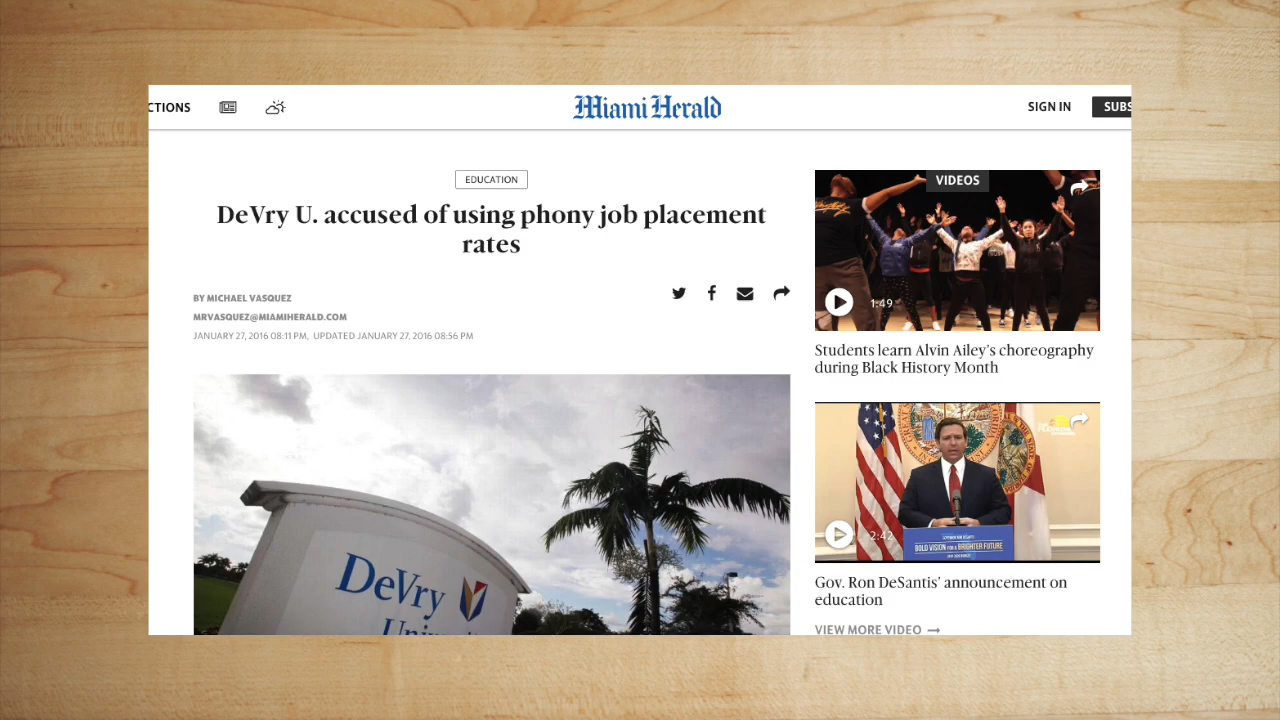 CTIONS
Miami Herald
SIGN IN
SUBS
EDUCATION
DeVry U. accused of using phony job placement
rates
BY MICHAEL VASQUEZ
MRVASQUEZ@MIAMIHERALD.COM
JANUARY 27, 2016 08:11 PM, UPDATED JANUARY 27, 2016 08:56 PM
DeVry
VIDEOS
1:49
Students learn Alvin Ailey's choreography
during Black History Month
2:42
BOLD VISION FOR A BRIGHTER FUTURE
Gov. Ron DeSantis' announcement on
education
VIEW MORE VIDEO